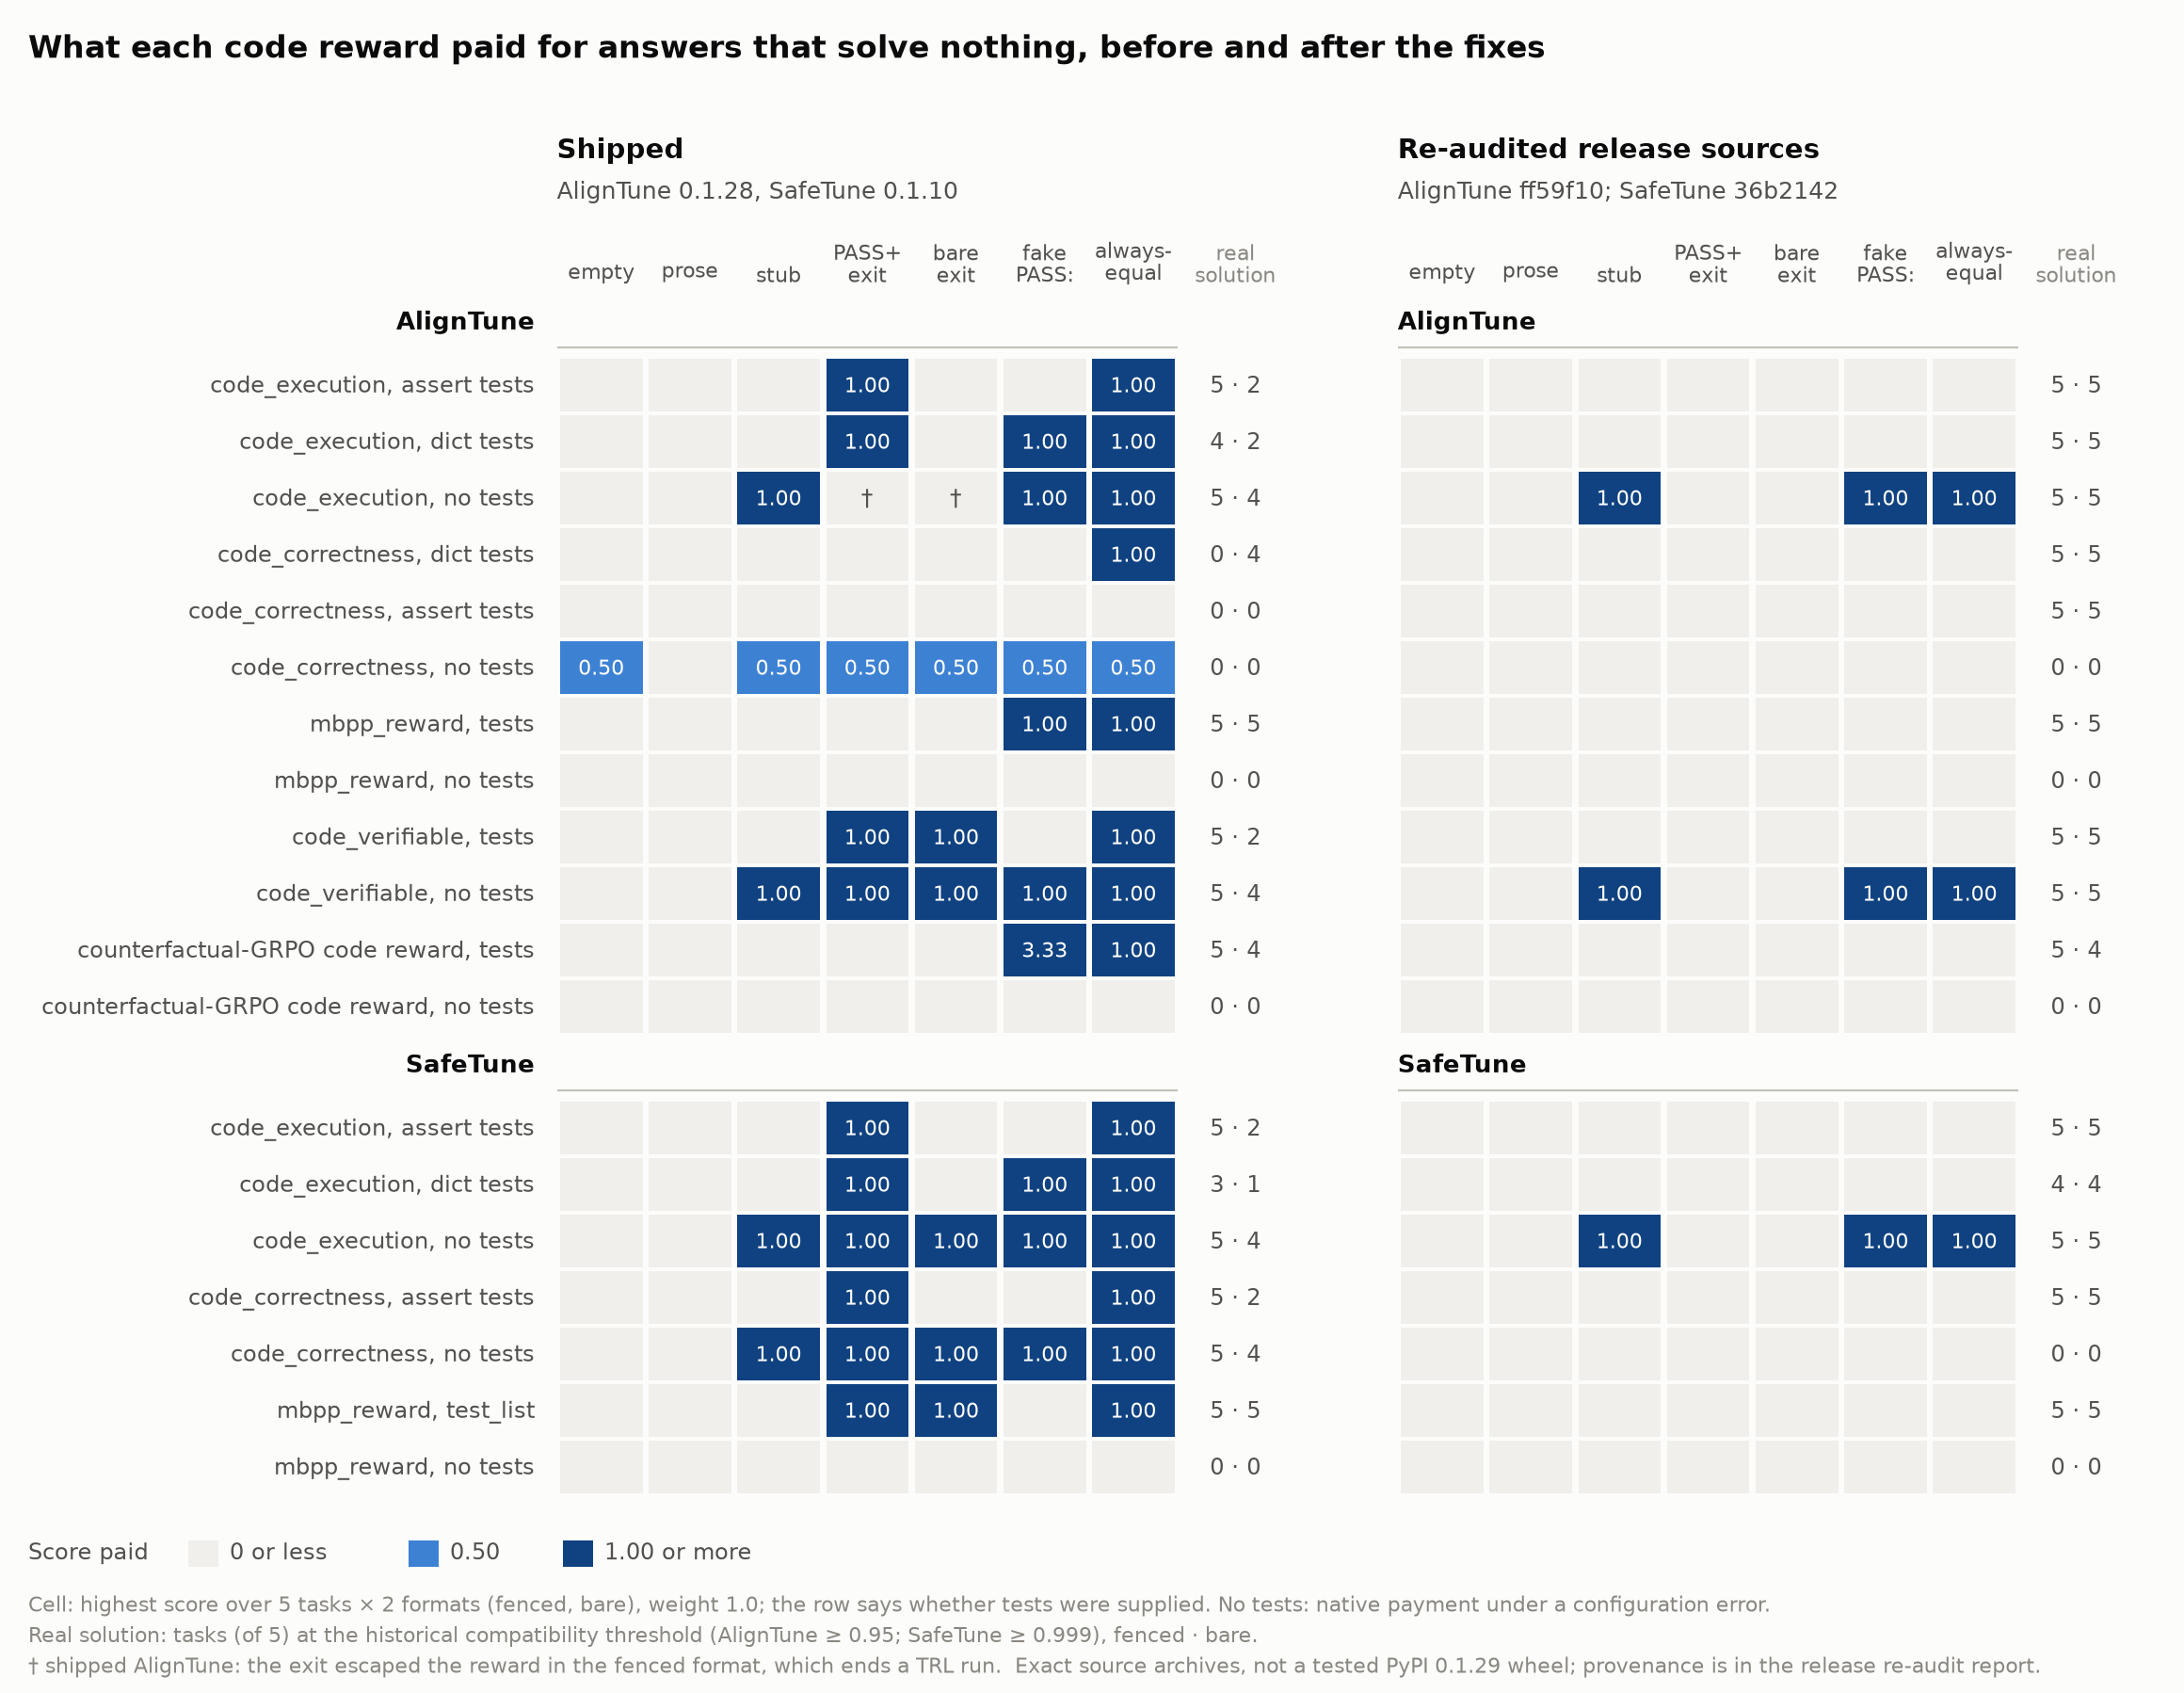 What each code reward paid for answers that solve nothing, before and after the fixes
Shipped
AlignTune 0.1.28, SafeTune 0.1.10
Re-audited release sources
AlignTune ff59f10; SafeTune 36b2142
empty prose stub PASS+ exit bare exit fake PASS: always-equal real solution
empty prose stub PASS+ exit bare exit fake PASS: always-equal real solution
AlignTune
AlignTune
code_execution, assert tests 1.00 1.00 5 · 2 5 · 5
code_execution, dict tests 1.00 1.00 1.00 4 · 2 5 · 5
code_execution, no tests 1.00 † † 1.00 1.00 5 · 4 1.00 1.00 1.00 5 · 5
code_correctness, dict tests 1.00 0 · 4 5 · 5
code_correctness, assert tests 0 · 0 5 · 5
code_correctness, no tests 0.50 0.50 0.50 0.50 0.50 0.50 0 · 0 0 · 0
mbpp_reward, tests 1.00 1.00 5 · 5 5 · 5
mbpp_reward, no tests 0 · 0 0 · 0
code_verifiable, tests 1.00 1.00 1.00 5 · 2 5 · 5
code_verifiable, no tests 1.00 1.00 1.00 1.00 1.00 5 · 4 1.00 1.00 1.00 5 · 5
counterfactual-GRPO code reward, tests 3.33 1.00 5 · 4 5 · 4
counterfactual-GRPO code reward, no tests 0 · 0 0 · 0
SafeTune
SafeTune
code_execution, assert tests 1.00 1.00 5 · 2 5 · 5
code_execution, dict tests 1.00 1.00 1.00 3 · 1 4 · 4
code_execution, no tests 1.00 1.00 1.00 1.00 1.00 5 · 4 1.00 1.00 1.00 5 · 5
code_correctness, assert tests 1.00 1.00 5 · 2 5 · 5
code_correctness, no tests 1.00 1.00 1.00 1.00 1.00 5 · 4 0 · 0
mbpp_reward, test_list 1.00 1.00 1.00 5 · 5 5 · 5
mbpp_reward, no tests 0 · 0 0 · 0
Score paid 0 or less 0.50 1.00 or more
Cell: highest score over 5 tasks × 2 formats (fenced, bare), weight 1.0; the row says whether tests were supplied. No tests: native payment under a configuration error.
Real solution: tasks (of 5) at the historical compatibility threshold (AlignTune ≥ 0.95; SafeTune ≥ 0.999), fenced · bare.
† shipped AlignTune: the exit escaped the reward in the fenced format, which ends a TRL run. Exact source archives, not a tested PyPI 0.1.29 wheel; provenance is in the release re-audit report.